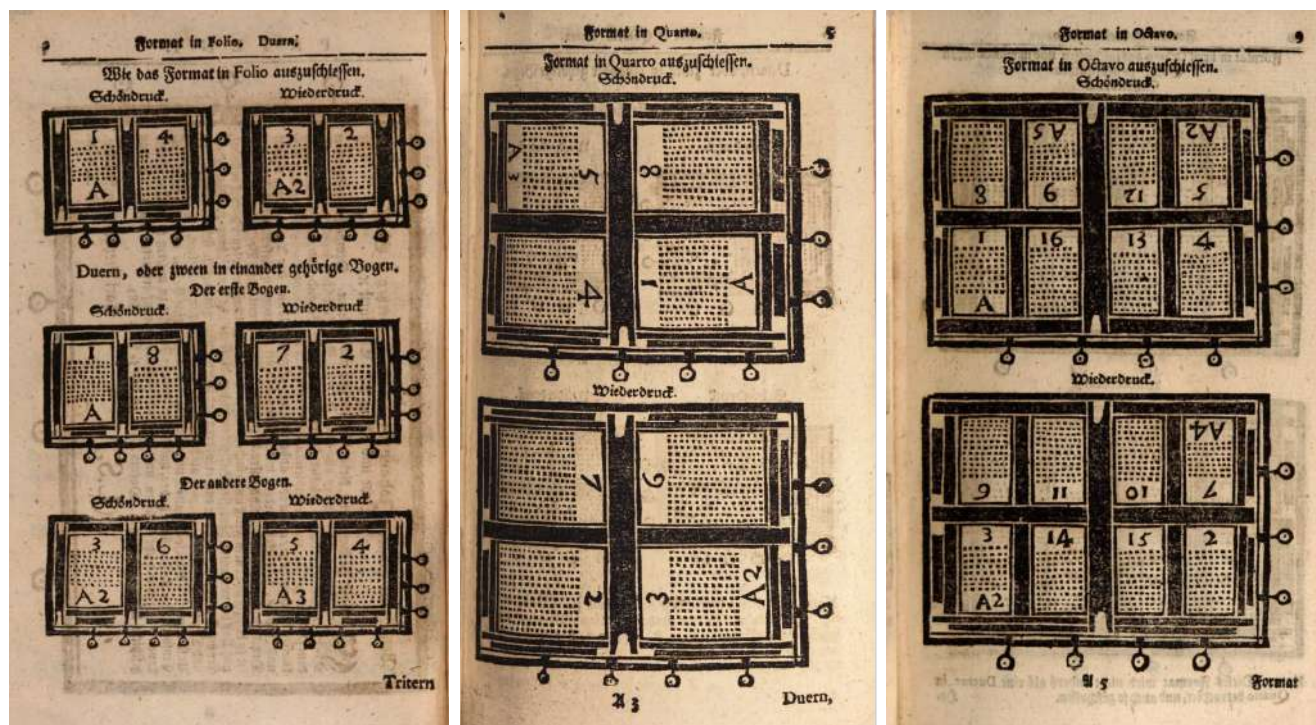 2 Format in Folio. Duern.
Wie das Format in Folio auszuſchieſſen.
Schöndruck. Wiederdruck.
1 4 3 2
A A2
Duern, oder zween in einander gehörige Bogen.
Der erſte Bogen.
Schöndruck. Wiederdruck
1 8 7 2
A
Der andere Bogen.
Schöndruck. Wiederdruck.
3 6 5 4
A2 A3
Tritern
Format in Quarto. 5
Format in Quarto auszuſchieſſen.
Schöndruck.
A3 5 8
4 1 A
Wiederdruck.
7 6
2 3 A2
A 3 Duern,
Format in Octavo. 9
Format in Octavo auszuſchieſſen.
Schöndruck.
A5 A2
8 9 12 5
1 16 13 4
A
Wiederdruck.
A4
6 11 10 7
3 14 15 2
A2
A 5 Format